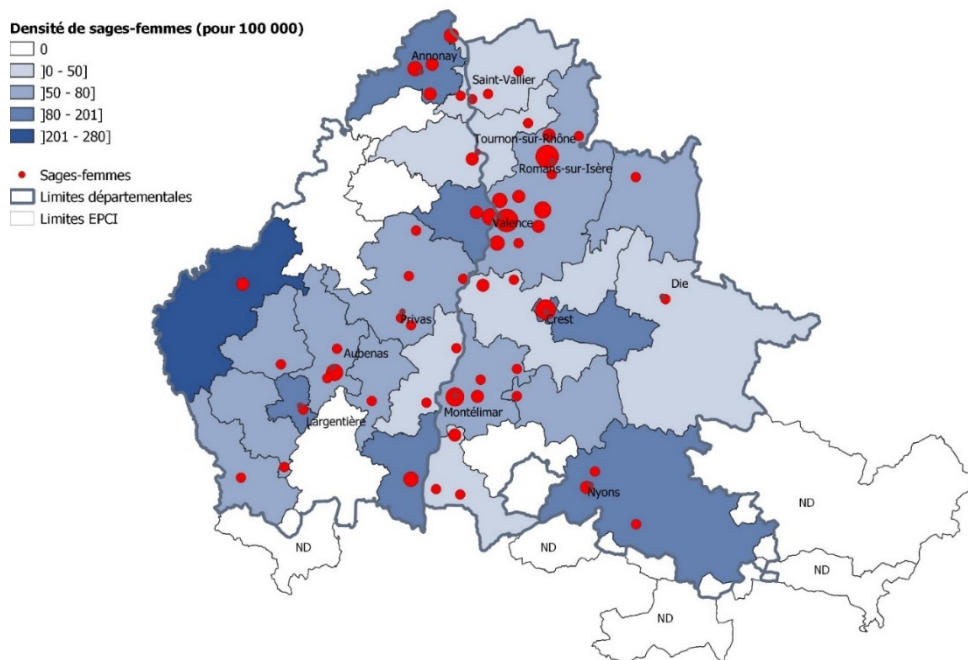 Densité de sages-femmes (pour 100 000)
0
]0 - 50]
]50 - 80]
]80 - 201]
]201 - 280]
Sages-femmes
Limites départementales
Limites EPCI
Annonay
Saint-Vallier
Tournon-sur-Rhône
Romans-sur-Isère
Valence
Die
Privas
Crest
Aubenas
Largentière
Montélimar
Nyons
ND
ND
ND
ND
ND